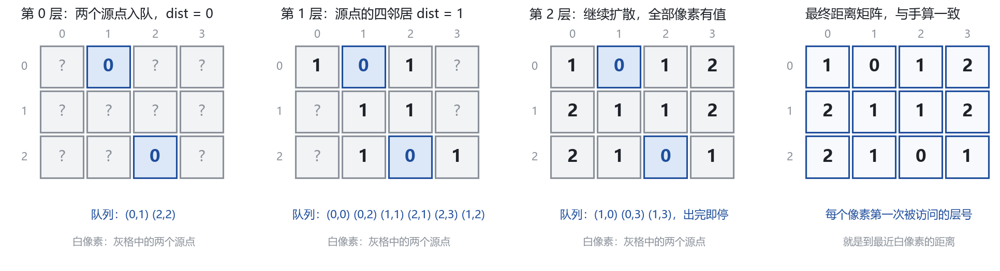 第 0 层：两个源点入队，dist = 0
0 1 2 3
0 ? 0 ? ?
1 ? ? ? ?
2 ? ? 0 ?
队列：(0,1) (2,2)
白像素：灰格中的两个源点
第 1 层：源点的四邻居 dist = 1
0 1 2 3
0 1 0 1 ?
1 ? 1 1 ?
2 ? 1 0 1
队列：(0,0) (0,2) (1,1) (2,1) (2,3) (1,2)
白像素：灰格中的两个源点
第 2 层：继续扩散，全部像素有值
0 1 2 3
0 1 0 1 2
1 2 1 1 2
2 2 1 0 1
队列：(1,0) (0,3) (1,3)，出完即停
白像素：灰格中的两个源点
最终距离矩阵，与手算一致
0 1 2 3
0 1 0 1 2
1 2 1 1 2
2 2 1 0 1
每个像素第一次被访问的层号
就是到最近白像素的距离